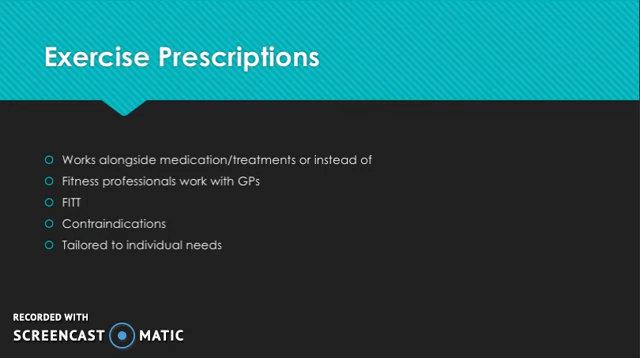 Exercise Prescriptions
Works alongside medication/treatments or instead of
Fitness professionals work with GPs
FITT
Contraindications
Tailored to individual needs
RECORDED WITH
SCREENCAST MATIC